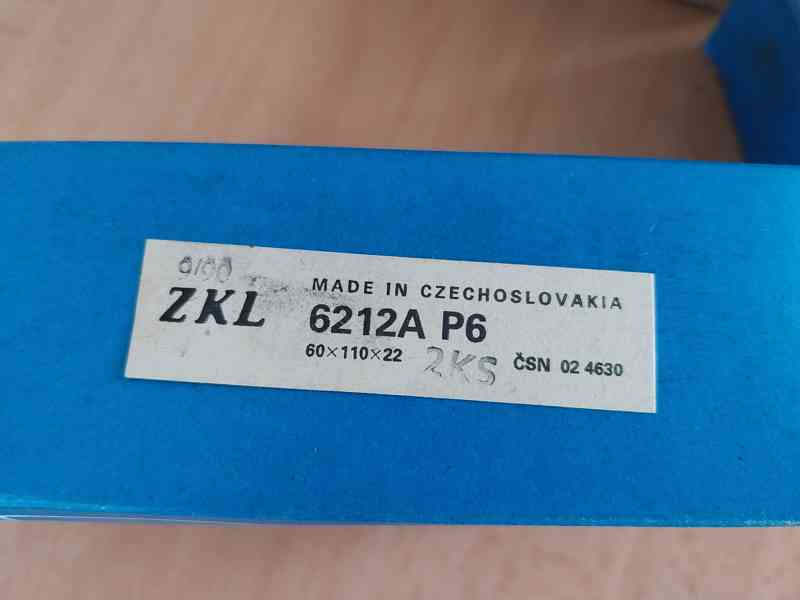 6/00
MADE IN CZECHOSLOVAKIA
ZKL 6212A P6
60×110×22 2KS ČSN 02 4630